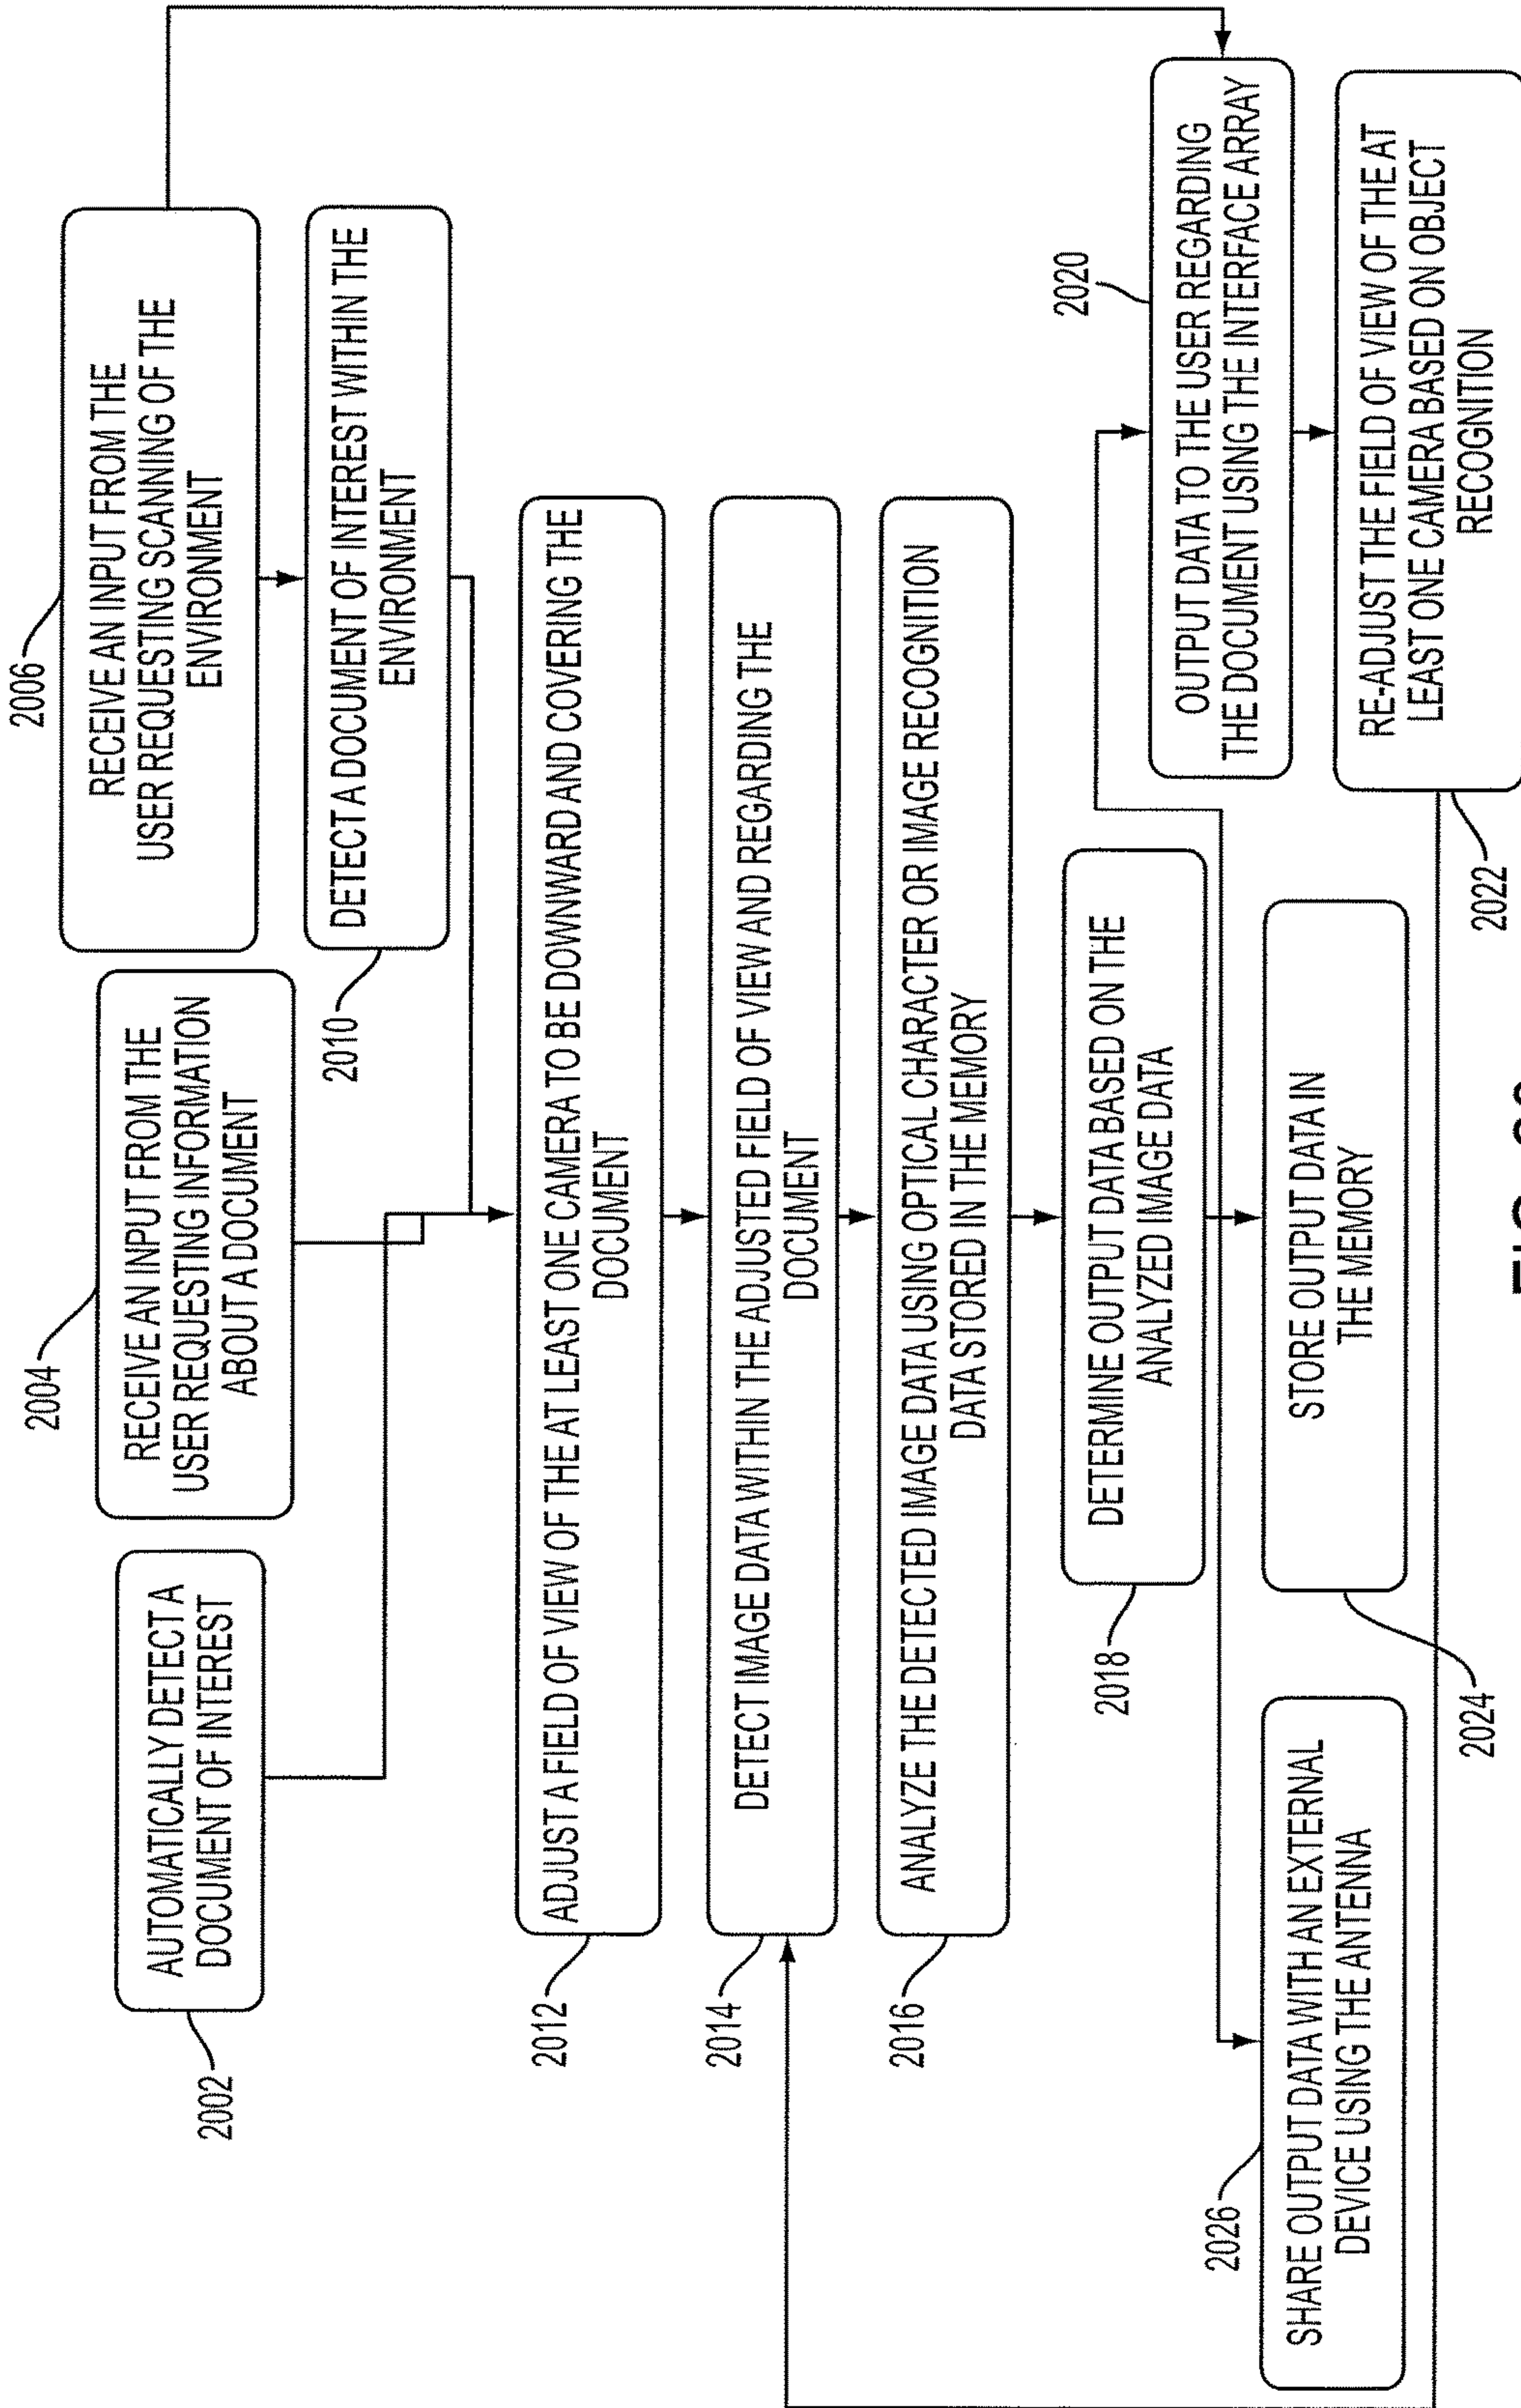 2006
RECEIVE AN INPUT FROM THE
USER REQUESTING SCANNING OF THE
ENVIRONMENT
2004
RECEIVE AN INPUT FROM THE
USER REQUESTING INFORMATION
ABOUT A DOCUMENT
AUTOMATICALLY DETECT A
DOCUMENT OF INTEREST
2002
DETECT A DOCUMENT OF INTEREST WITHIN THE
ENVIRONMENT
2010
ADJUST A FIELD OF VIEW OF THE AT LEAST ONE CAMERA TO BE DOWNWARD AND COVERING THE
DOCUMENT
2012
DETECT IMAGE DATA WITHIN THE ADJUSTED FIELD OF VIEW AND REGARDING THE
DOCUMENT
2014
ANALYZE THE DETECTED IMAGE DATA USING OPTICAL CHARACTER OR IMAGE RECOGNITION
DATA STORED IN THE MEMORY
2016
DETERMINE OUTPUT DATA BASED ON THE
ANALYZED IMAGE DATA
2018
2020
OUTPUT DATA TO THE USER REGARDING
THE DOCUMENT USING THE INTERFACE ARRAY
2026
SHARE OUTPUT DATA WITH AN EXTERNAL
DEVICE USING THE ANTENNA
STORE OUTPUT DATA IN
THE MEMORY
2024
RE-ADJUST THE FIELD OF VIEW OF THE AT
LEAST ONE CAMERA BASED ON OBJECT
RECOGNITION
2022